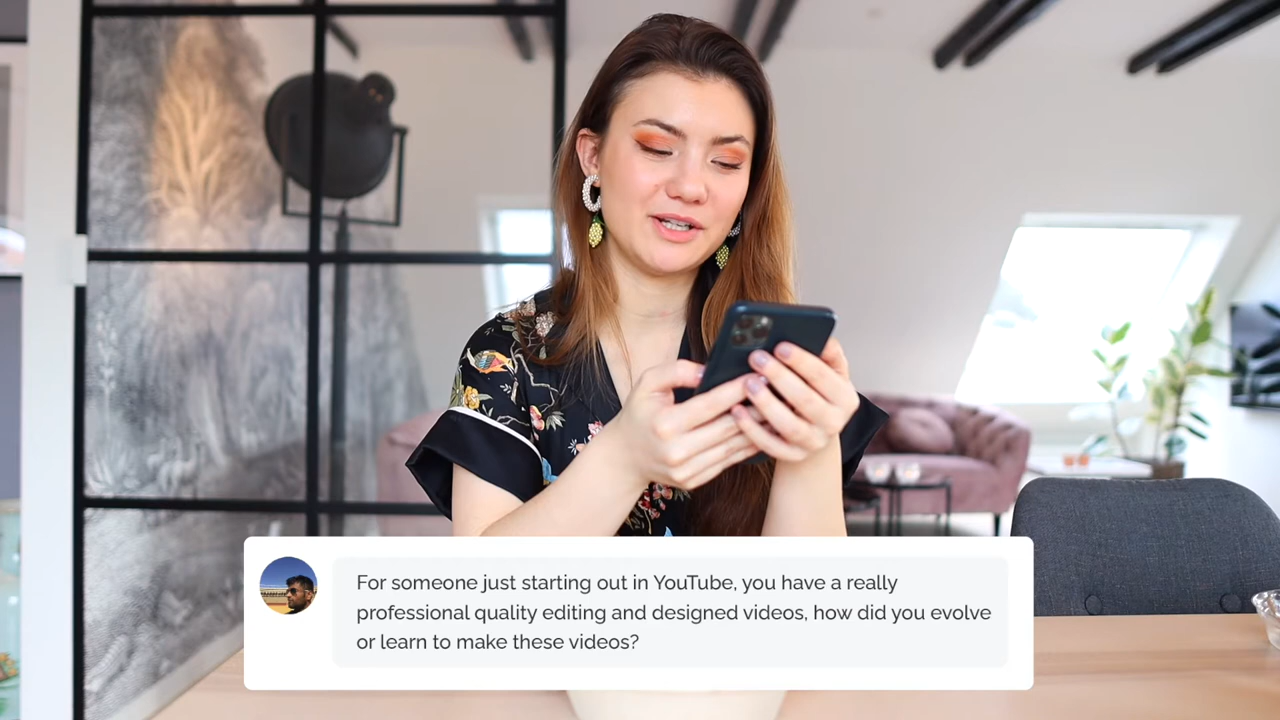 For someone just starting out in YouTube, you have a really
professional quality editing and designed videos, how did you evolve
or learn to make these videos?